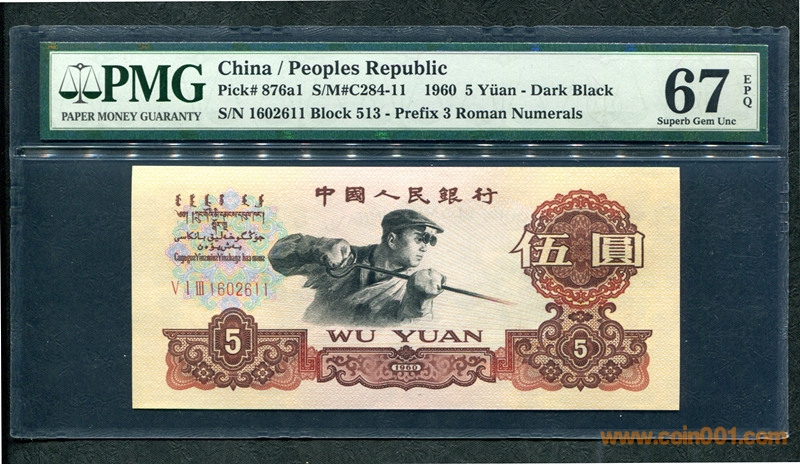 PMG
PAPER MONEY GUARANTY
China / Peoples Republic
Pick# 876a1 S/M#C284-11 1960 5 Yüan - Dark Black
S/N 1602611 Block 513 - Prefix 3 Roman Numerals
67
EPQ
Superb Gem Unc
中國人民銀行
伍圓
V I III 1602611
WU YUAN
5
5
1960
www.coin001.com